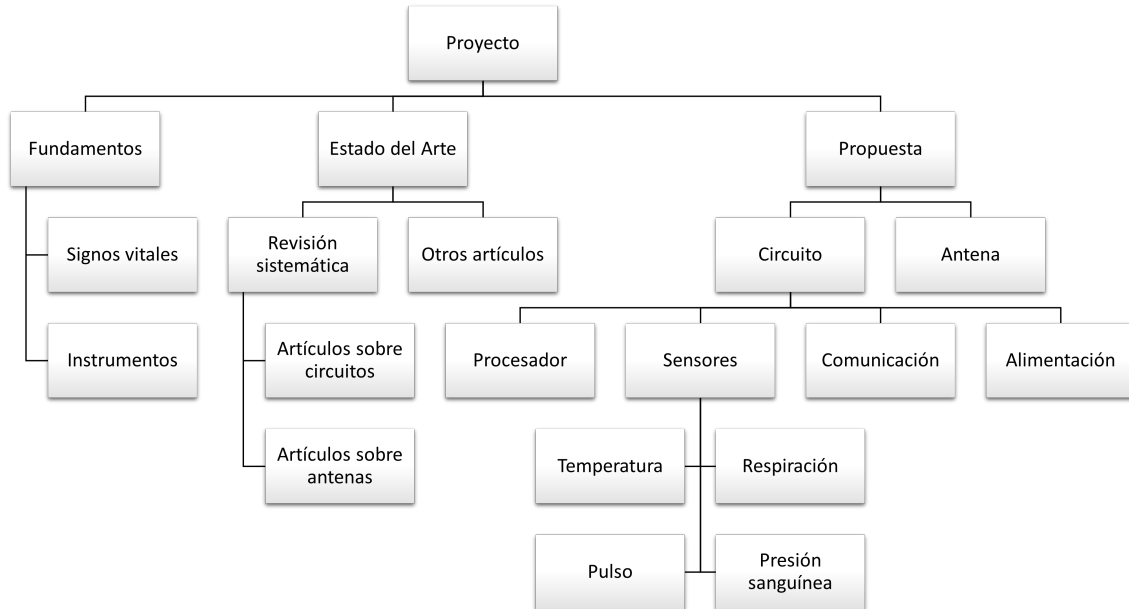 Proyecto
Fundamentos
Estado del Arte
Propuesta
Signos vitales
Revisión
sistemática
Otros artículos
Circuito
Antena
Instrumentos
Artículos sobre
circuitos
Procesador
Sensores
Comunicación
Alimentación
Artículos sobre
antenas
Temperatura
Respiración
Pulso
Presión
sanguínea